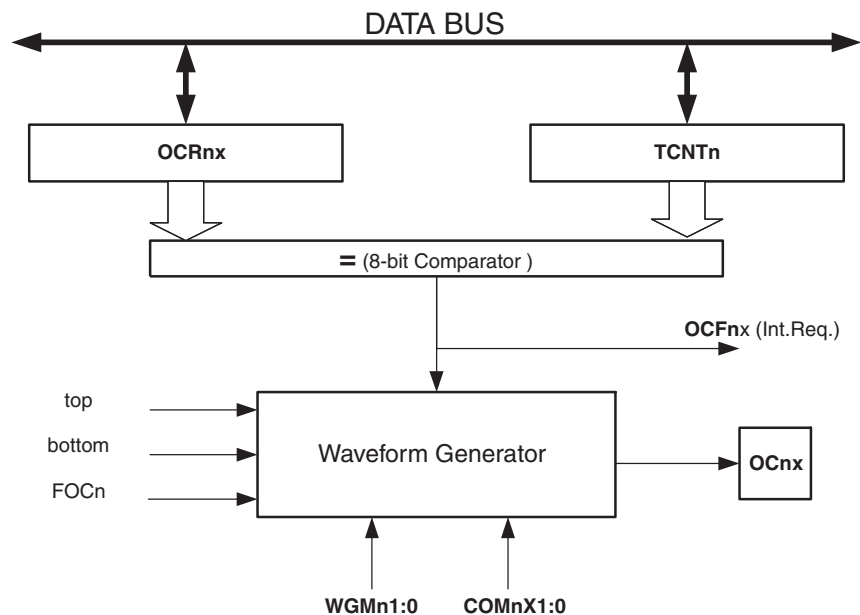 DATA BUS
OCRnx
TCNTn
= (8-bit Comparator )
OCFnx (Int.Req.)
top
bottom
FOCn
Waveform Generator
OCnx
WGMn1:0
COMnX1:0